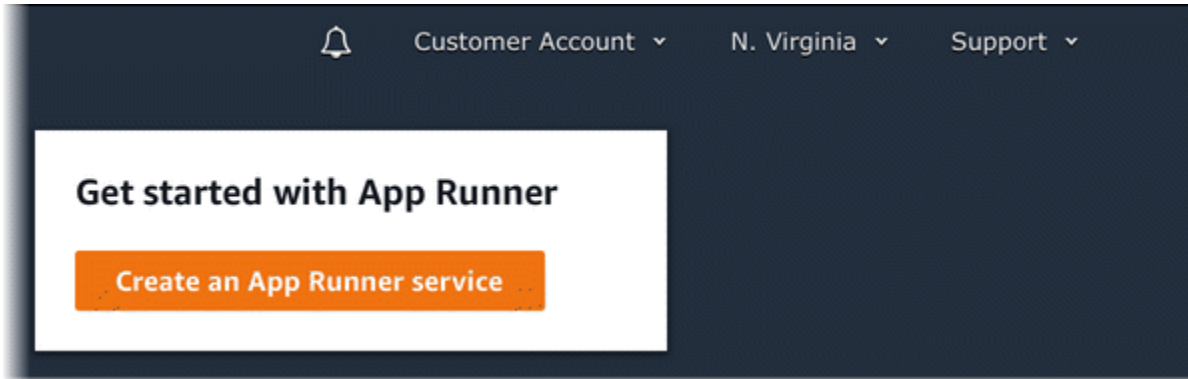 Customer Account N. Virginia Support
Get started with App Runner
Create an App Runner service